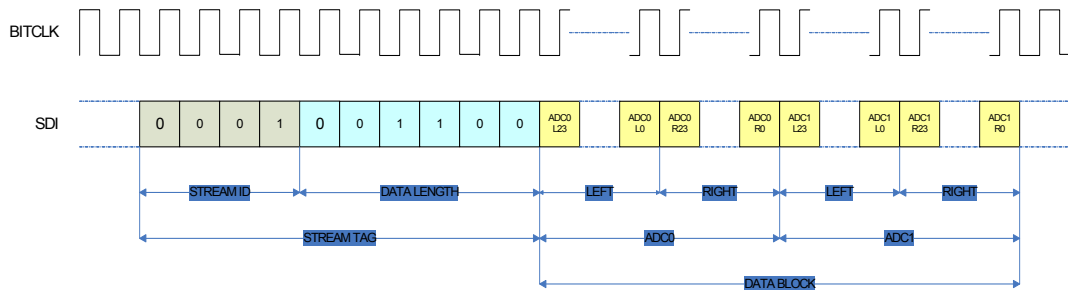 BITCLK
SDI
0 0 0 1 0 0 1 1 0 0
ADC0
L23
ADC0
L0
ADC0
R23
ADC0
R0
ADC1
L23
ADC1
L0
ADC1
R23
ADC1
R0
STREAM ID
DATA LENGTH
LEFT
RIGHT
LEFT
RIGHT
STREAM TAG
ADC0
ADC1
DATA BLOCK